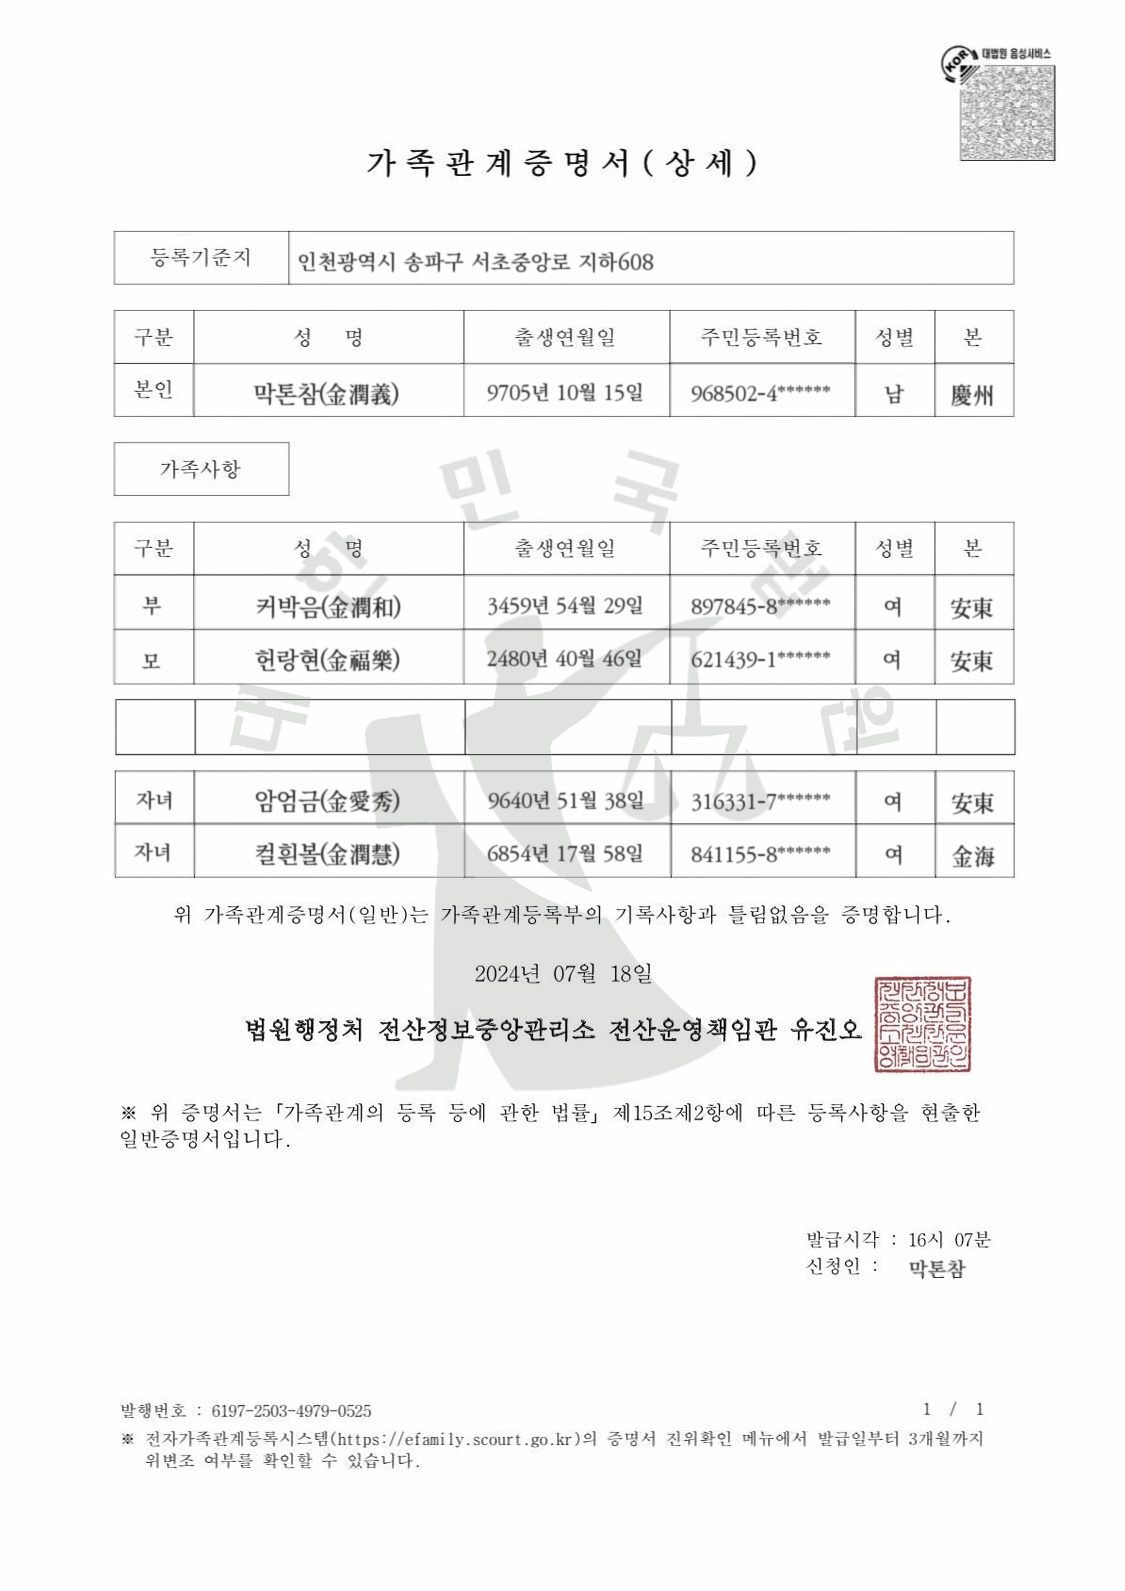 KOR 대법원 음성서비스
가족관계증명서(상세)
등록기준지 인천광역시 송파구 서초중앙로 지하608
구분 성 명 출생연월일 주민등록번호 성별 본
본인 막톤참(金潤義) 9705년 10월 15일 968502-4****** 남 慶州
가족사항
구분 성 명 출생연월일 주민등록번호 성별 본
부 커박음(金潤和) 3459년 54월 29일 897845-8****** 여 安東
모 헌랑현(金福樂) 2480년 40월 46일 621439-1****** 여 安東
자녀 암엄금(金愛秀) 9640년 51월 38일 316331-7****** 여 安東
자녀 컬흰볼(金潤慧) 6854년 17월 58일 841155-8****** 여 金海
대한민국법원
위 가족관계증명서(일반)는 가족관계등록부의 기록사항과 틀림없음을 증명합니다.
2024년 07월 18일
법원행정처 전산정보중앙관리소 전산운영책임관 유진오
※ 위 증명서는「가족관계의 등록 등에 관한 법률」제15조제2항에 따른 등록사항을 현출한
일반증명서입니다.
발급시각 : 16시 07분
신청인 : 막톤참
발행번호 : 6197-2503-4979-0525
1 / 1
※ 전자가족관계등록시스템(https://efamily.scourt.go.kr)의 증명서 진위확인 메뉴에서 발급일부터 3개월까지
위변조 여부를 확인할 수 있습니다.